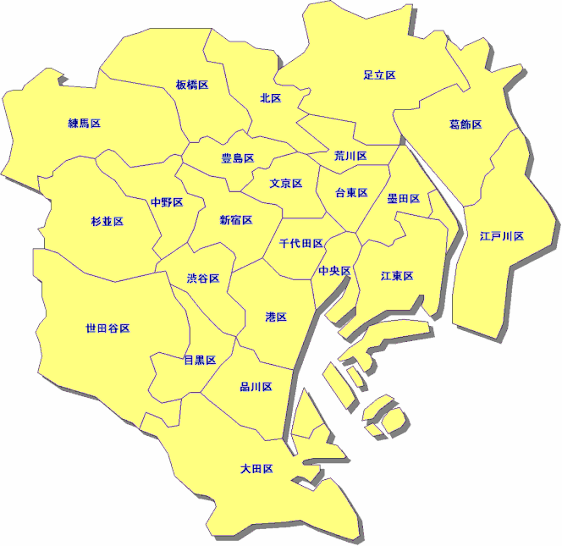 足立区
板橋区
北区
練馬区
葛飾区
豊島区
荒川区
文京区
台東区
墨田区
中野区
杉並区
新宿区
江戸川区
千代田区
中央区
江東区
渋谷区
港区
世田谷区
目黒区
品川区
大田区